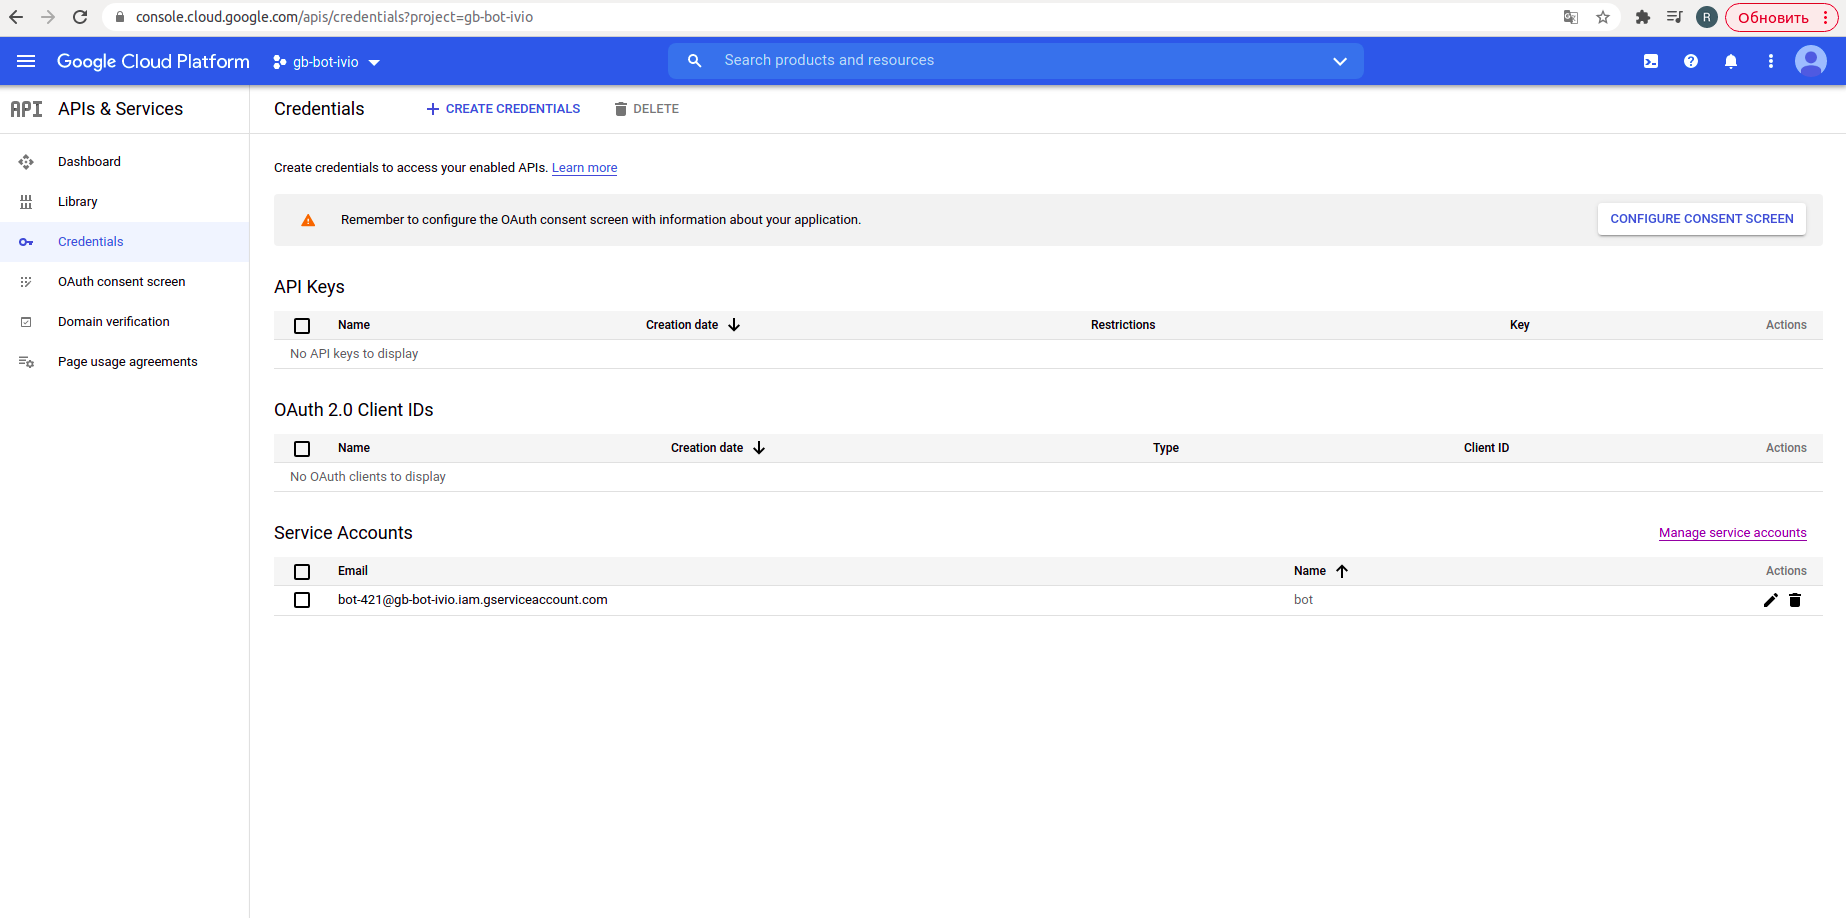 console.cloud.google.com/apis/credentials?project=gb-bot-ivio
R
Обновить
Google Cloud Platform
gb-bot-ivio
Search products and resources
API
APIs & Services
Credentials
CREATE CREDENTIALS
DELETE
Dashboard
Library
Credentials
OAuth consent screen
Domain verification
Page usage agreements
Create credentials to access your enabled APIs. Learn more
Remember to configure the OAuth consent screen with information about your application.
CONFIGURE CONSENT SCREEN
API Keys
Name Creation date Restrictions Key Actions
No API keys to display
OAuth 2.0 Client IDs
Name Creation date Type Client ID Actions
No OAuth clients to display
Service Accounts
Manage service accounts
Email Name Actions
bot-421@gb-bot-ivio.iam.gserviceaccount.com bot